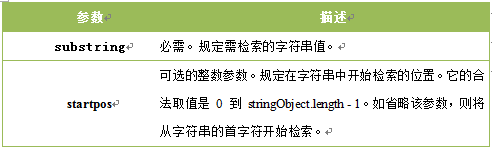 参数 描述
substring 必需。规定需检索的字符串值。
可选的整数参数。规定在字符串中开始检索的位置。它的合
startpos 法取值是 0 到 stringObject.length - 1。如省略该参数，则将
从字符串的首字符开始检索。